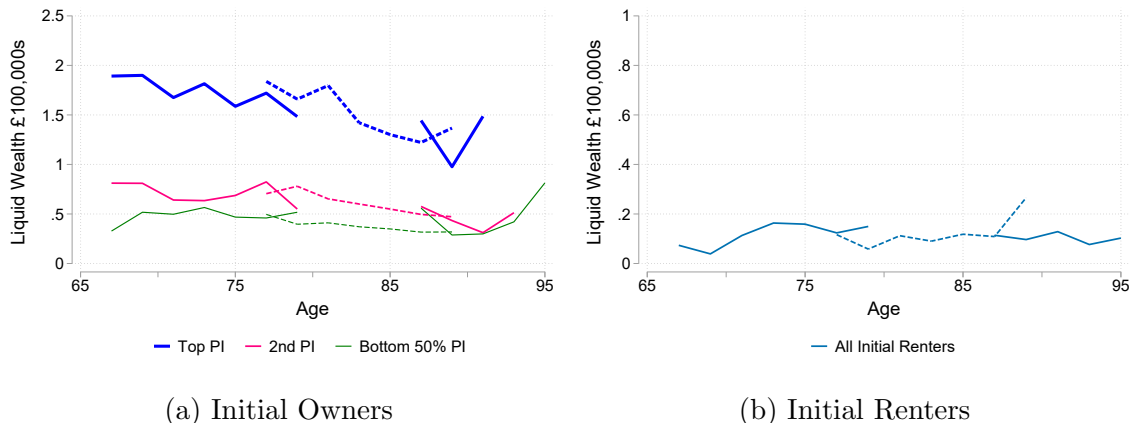 2.5
2
1.5
1
.5
0
Liquid Wealth £100,000s
65
75
85
95
Age
Top PI
2nd PI
Bottom 50% PI
(a) Initial Owners
1
.8
.6
.4
.2
0
Liquid Wealth £100,000s
65
75
85
95
Age
All Initial Renters
(b) Initial Renters